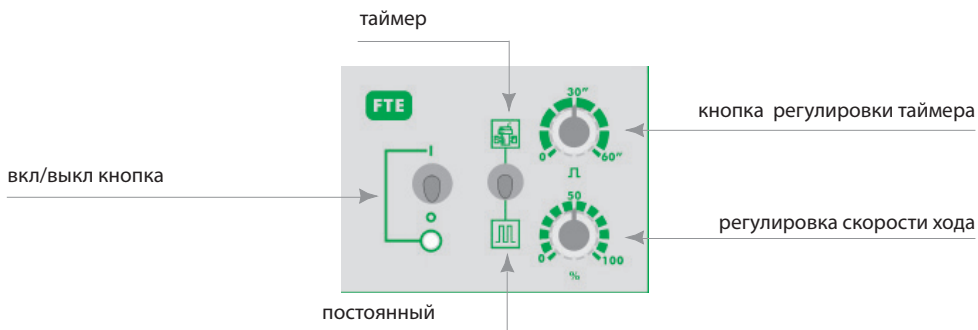 таймер
FTE
30"
кнопка регулировки таймера
0
60"
I
вкл/выкл кнопка
50
регулировка скорости хода
0
100
%
постоянный